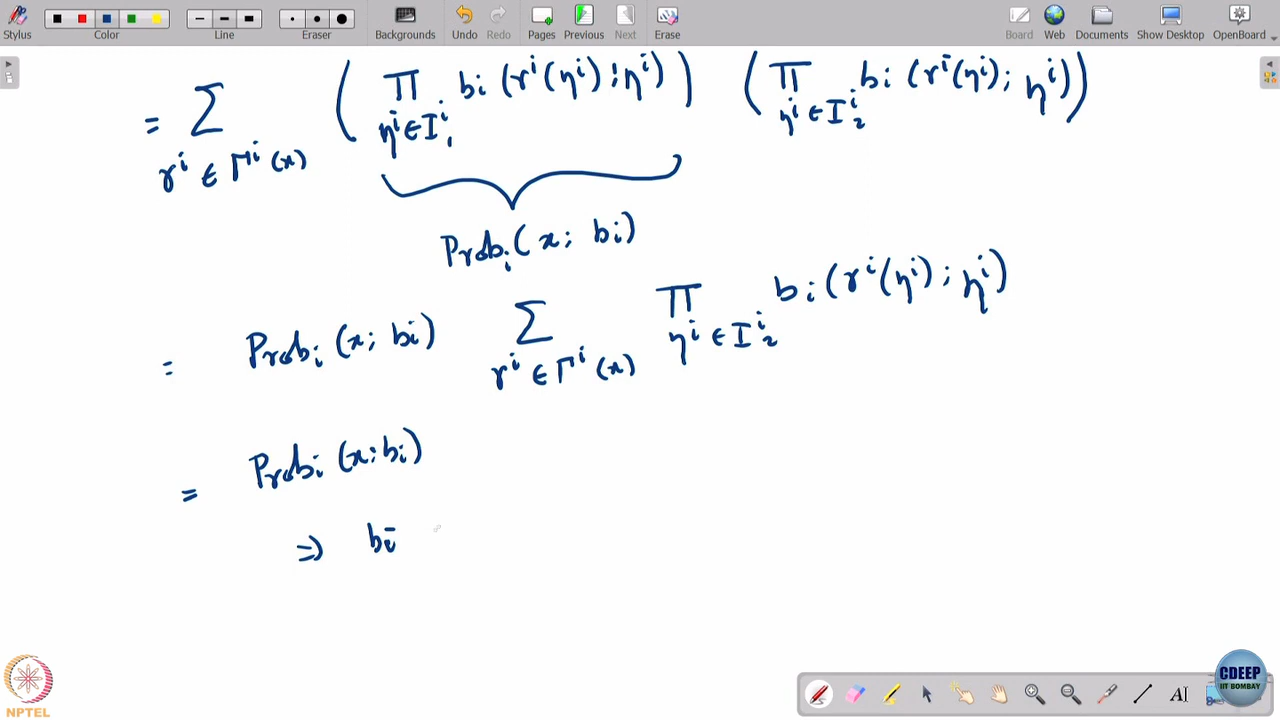 Stylus Color Line Eraser Backgrounds Undo Redo Pages Previous Next Erase Board Web Documents Show Desktop OpenBoard
= Σ_{γ^i ∈ Γ^i(x)} ( Π_{η^i ∈ I^i_1} b_i (γ^i(η^i); η^i) ) ( Π_{η^i ∈ I^i_2} b_i (γ^i(η^i); η^i) )
Prob_i (x; b_i)
= Prob_i (x; b_i) Σ_{γ^i ∈ Γ^i(x)} Π_{η^i ∈ I^i_2} b_i (γ^i(η^i); η^i)
= Prob_i (x; b_i)
⇒ b_i
NPTEL
CDEEP
IIT BOMBAY